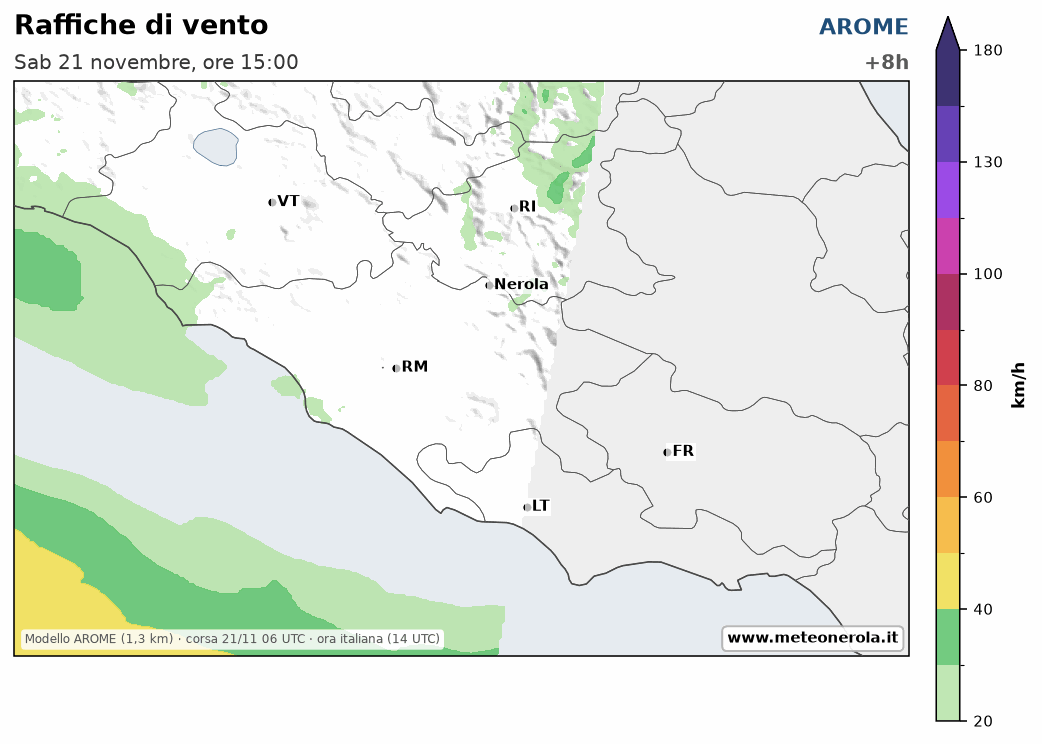 Raffiche di vento
AROME
Sab 21 novembre, ore 15:00
+8h
180
130
100
80
60
40
20
km/h
VT
RI
Nerola
RM
FR
LT
Modello AROME (1,3 km) · corsa 21/11 06 UTC · ora italiana (14 UTC)
www.meteonerola.it